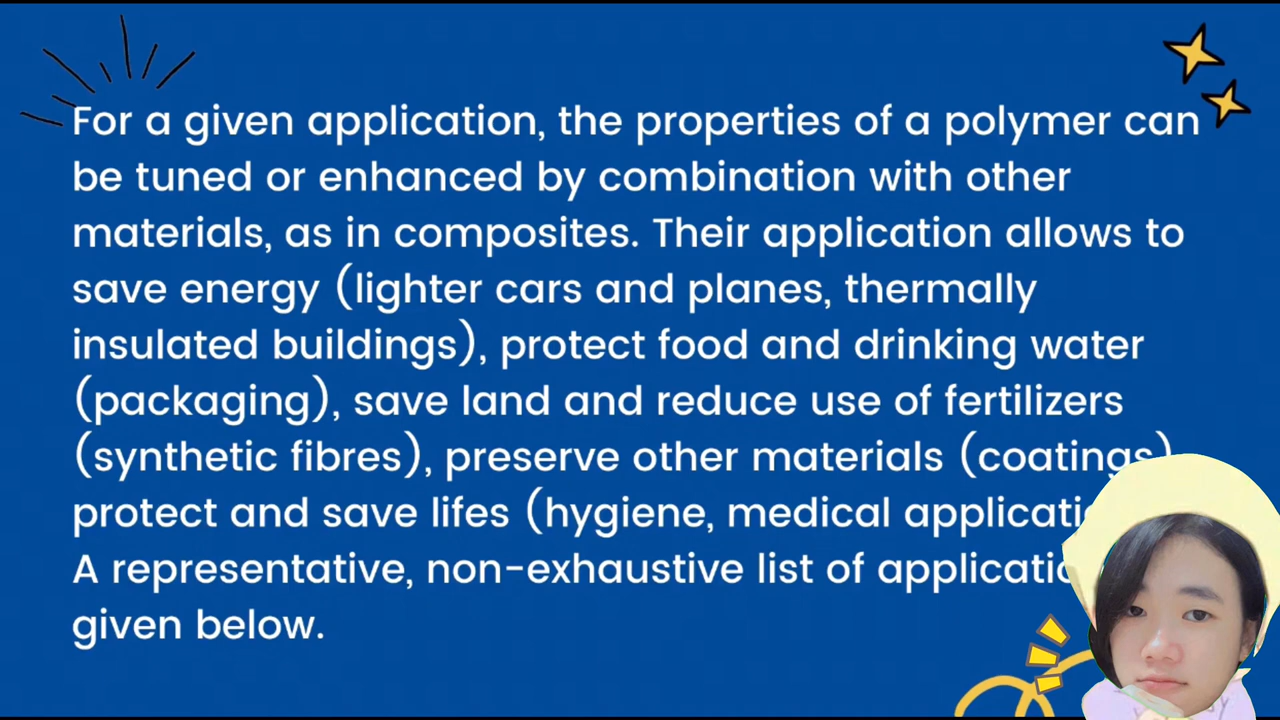 For a given application, the properties of a polymer can
be tuned or enhanced by combination with other
materials, as in composites. Their application allows to
save energy (lighter cars and planes, thermally
insulated buildings), protect food and drinking water
(packaging), save land and reduce use of fertilizers
(synthetic fibres), preserve other materials (coatings)
protect and save lifes (hygiene, medical
A representative, non-exhaustive list of
given below.